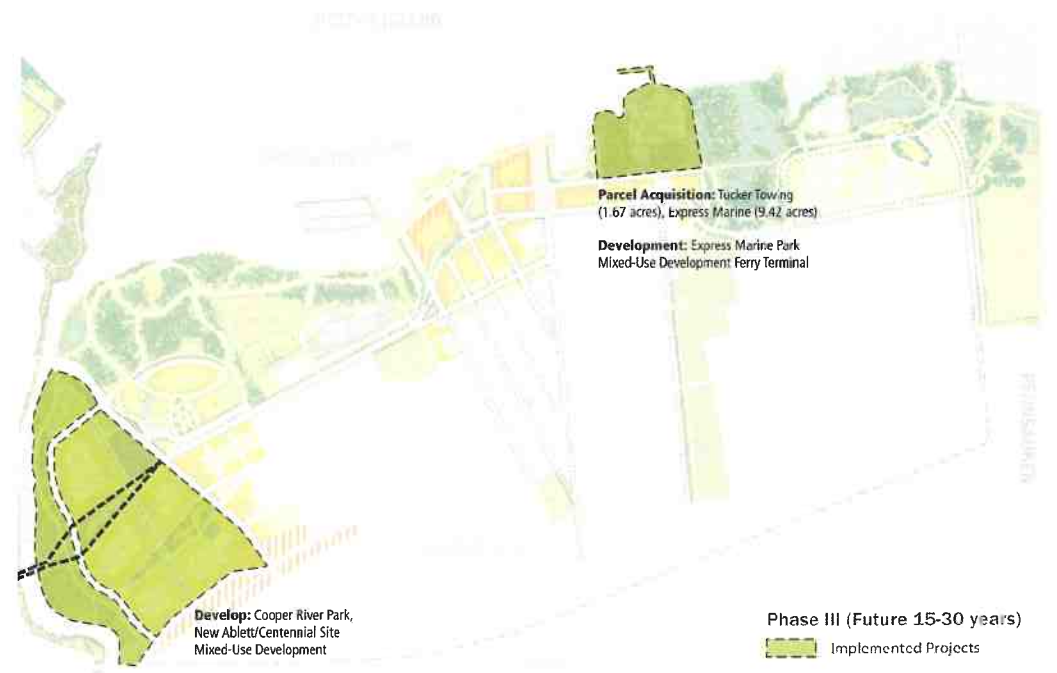 Parcel Acquisition: Tucker Towing
(1.67 acres), Express Marine (9.42 acres)
Development: Express Marine Park
Mixed-Use Development Ferry Terminal
Develop: Cooper River Park,
New Ablett/Centennial Site
Mixed-Use Development
Phase III (Future 15-30 years)
Implemented Projects